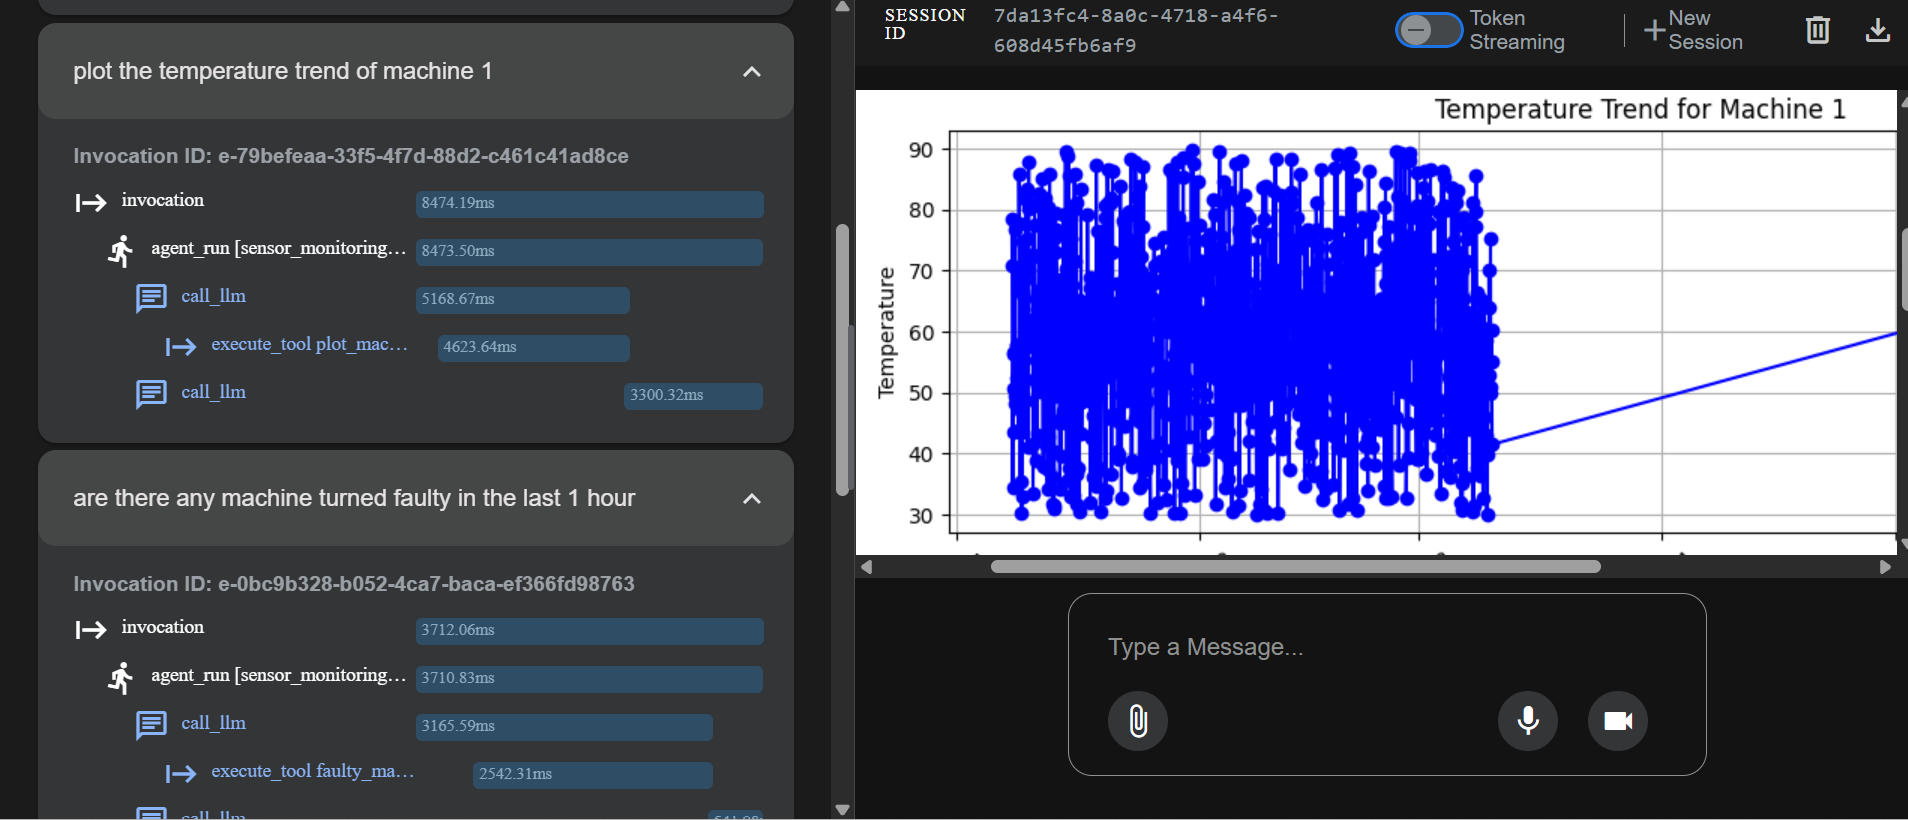 plot the temperature trend of machine 1
Invocation ID: e-79befeaa-33f5-4f7d-88d2-c461c41ad8ce
invocation
8474.19ms
agent_run [sensor_monitoring...
8473.50ms
call_llm
5168.67ms
execute_tool plot_mac...
4623.64ms
call_llm
3300.32ms
are there any machine turned faulty in the last 1 hour
Invocation ID: e-0bc9b328-b052-4ca7-baca-ef366fd98763
invocation
3712.06ms
agent_run [sensor_monitoring...
3710.83ms
call_llm
3165.59ms
execute_tool faulty_ma...
2542.31ms
call_llm
SESSION ID
7da13fc4-8a0c-4718-a4f6-
608d45fb6af9
Token
Streaming
New
Session
Temperature Trend for Machine 1
Temperature
90
80
70
60
50
40
30
Type a Message...